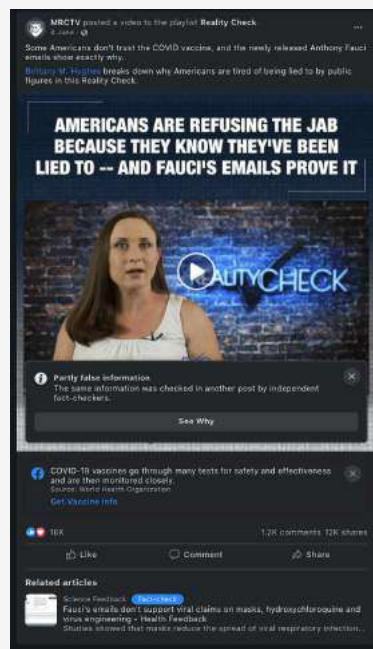 MRCTV posted a video to the playlist Reality Check.
Some Americans don't trust the COVID vaccine, and the newly released Anthony Fauci
emails show exactly why.
Brittany M. Hughes breaks down why Americans are tired of being lied to by public
figures in this Reality Check.
AMERICANS ARE REFUSING THE JAB
BECAUSE THEY KNOW THEY'VE BEEN
LIED TO -- AND FAUCI'S EMAILS PROVE IT
CHECK
Partly false information
The same information was checked in another post by independent
fact-checkers.
See Why
COVID-19 vaccines go through many tests for safety and effectiveness
and are then monitored closely.
Source: World Health Organization
Get Vaccine Info
1.2K comments 12K shares
Like Comment Share
Related articles
Science Feedback Fact-check
Fauci's emails don't support viral claims on masks, hydroxychloroquine and
virus engineering - Health Feedback
Studies showed that masks reduce the spread of viral respiratory infection...